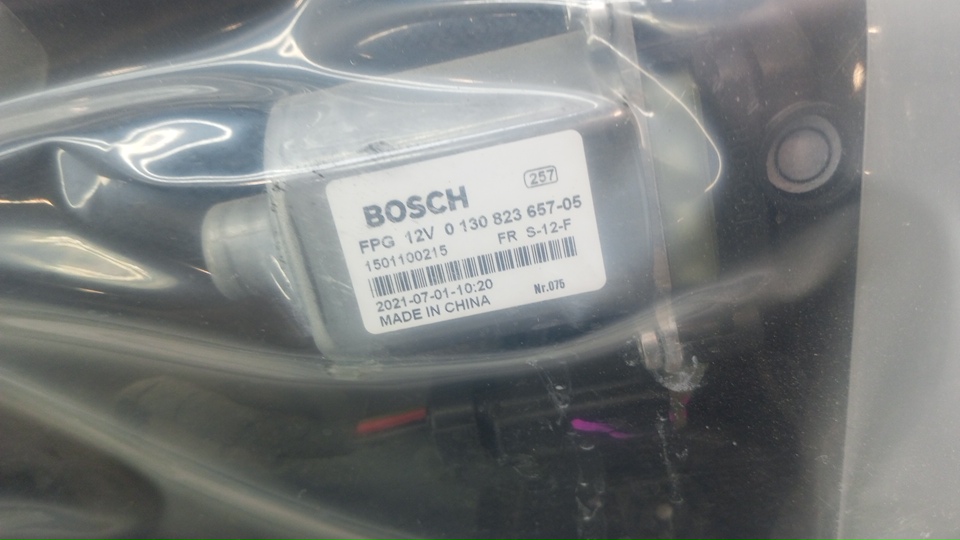 BOSCH 257
FPG 12V 0 130 823 657-05
1501100215 FR S-12-F
2021-07-01-10:20 Nr.075
MADE IN CHINA